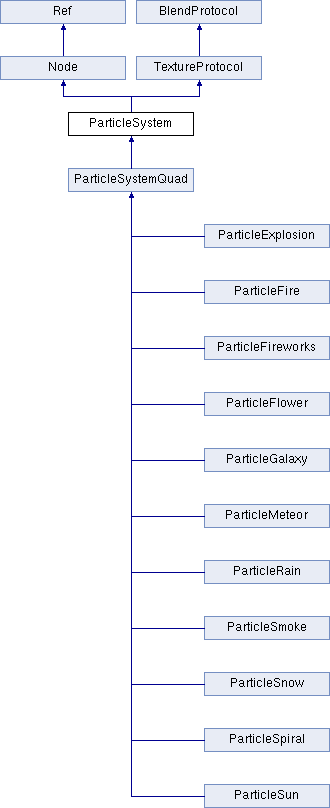 Ref
BlendProtocol
Node
TextureProtocol
ParticleSystem
ParticleSystemQuad
ParticleExplosion
ParticleFire
ParticleFireworks
ParticleFlower
ParticleGalaxy
ParticleMeteor
ParticleRain
ParticleSmoke
ParticleSnow
ParticleSpiral
ParticleSun